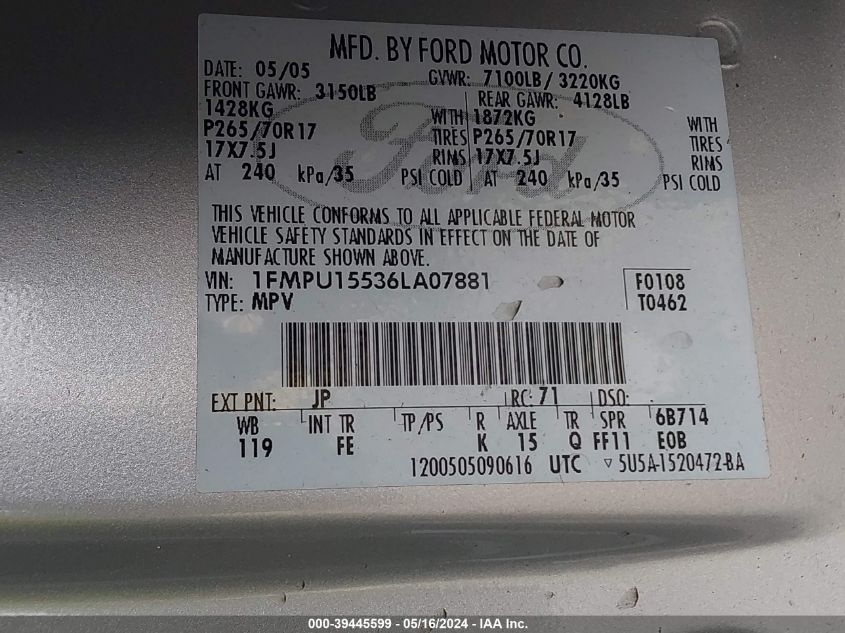 MFD. BY FORD MOTOR CO.
DATE: 05/05 GVWR: 7100LB / 3220KG
FRONT GAWR: 3150LB REAR GAWR: 4128LB
1428KG WITH 1872KG WITH
P265/70R17 TIRES P265/70R17 TIRES
17X7.5J RIMS 17X7.5J RIMS
AT 240 kPa/35 PSI COLD AT 240 kPa/35 PSI COLD
Ford
THIS VEHICLE CONFORMS TO ALL APPLICABLE FEDERAL MOTOR
VEHICLE SAFETY STANDARDS IN EFFECT ON THE DATE OF
MANUFACTURE SHOWN ABOVE.
VIN: 1FMPU15536LA07881 F0108
TYPE: MPV T0462
EXT PNT: JP RC: 71 DSO:
WB INT TR TP/PS R AXLE TR SPR 6B714
119 FE K 15 Q FF11 EOB
1200505090616 UTC ▿ 5U5A-1520472-BA
000-39445599 - 05/16/2024 - IAA Inc.